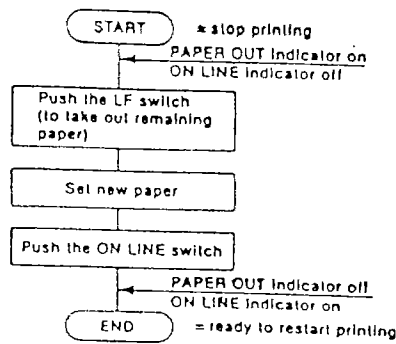 START
* stop printing
PAPER OUT indicator on
ON LINE indicator off
Push the LF switch
(to take out remaining
paper)
Set new paper
Push the ON LINE switch
PAPER OUT indicator off
ON LINE indicator on
END
= ready to restart printing